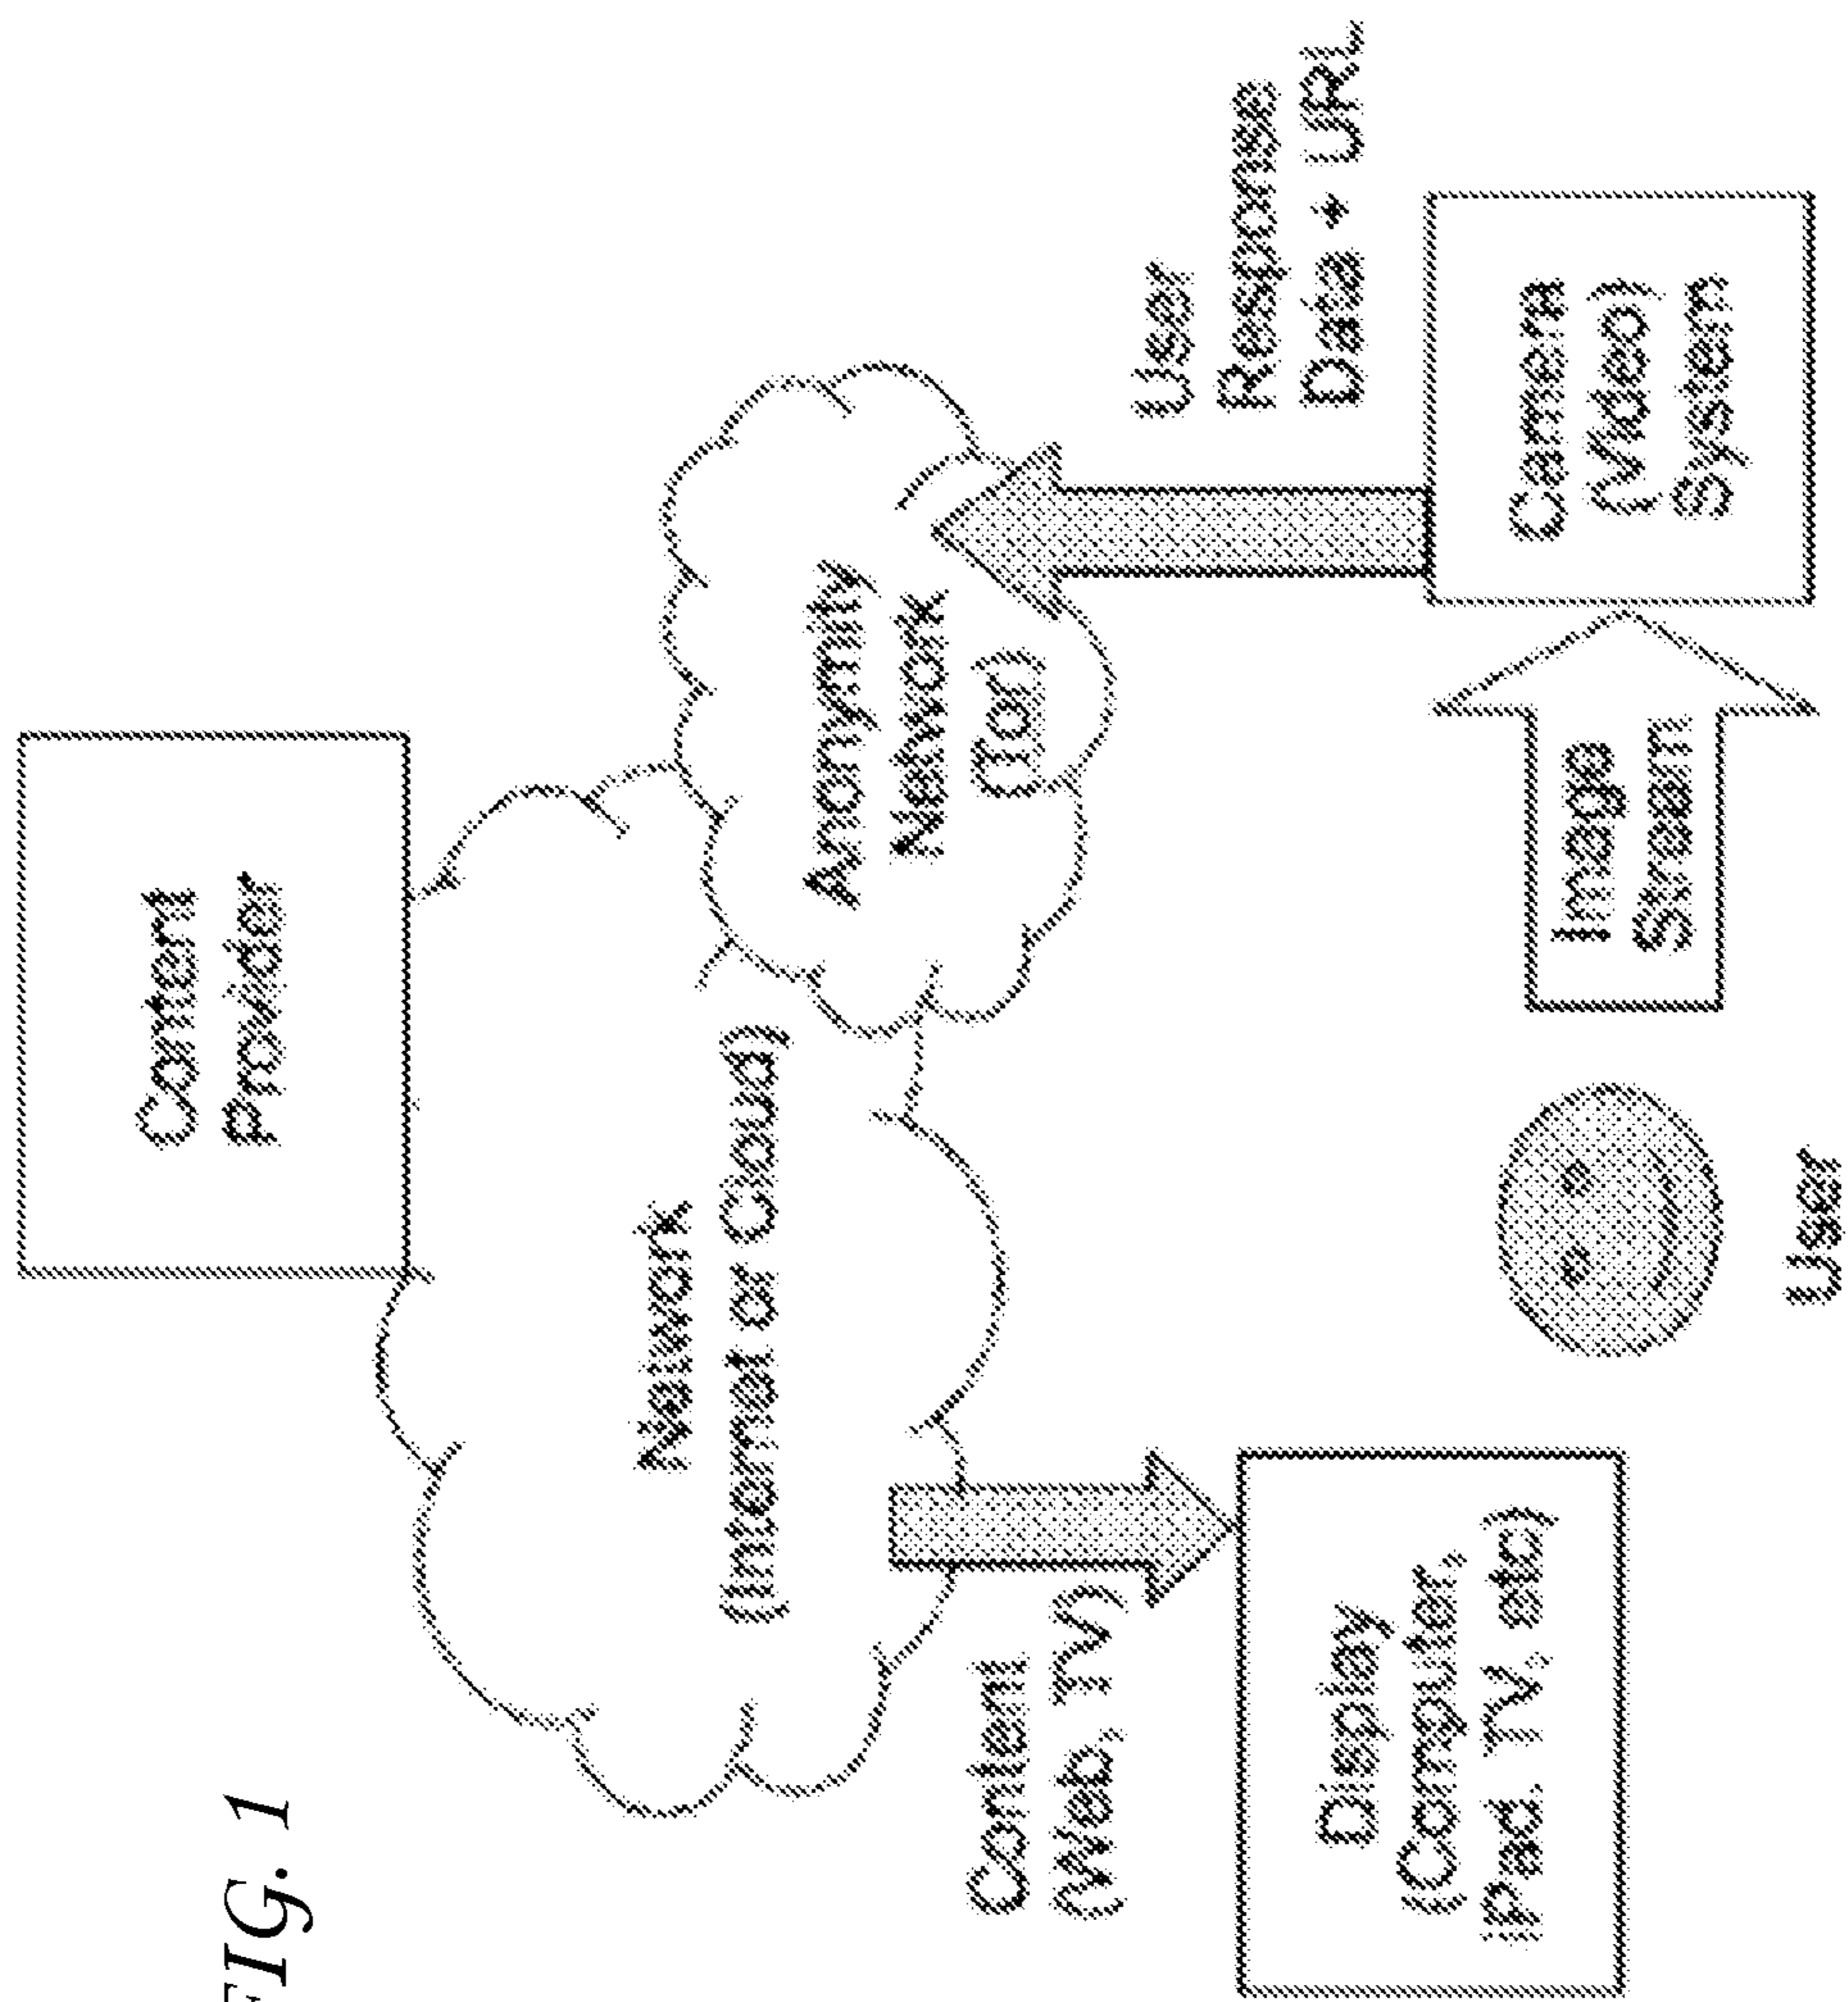 FIG. 1
Content
Provider
Network
(Internet or Cloud)
Anonymity
Network
(Tor)
Content
(Web, TV)
User
Response
Data + URL
Display
(Computer,
iPad, TV, etc)
User
Image
Stream
Camera
(Video)
System